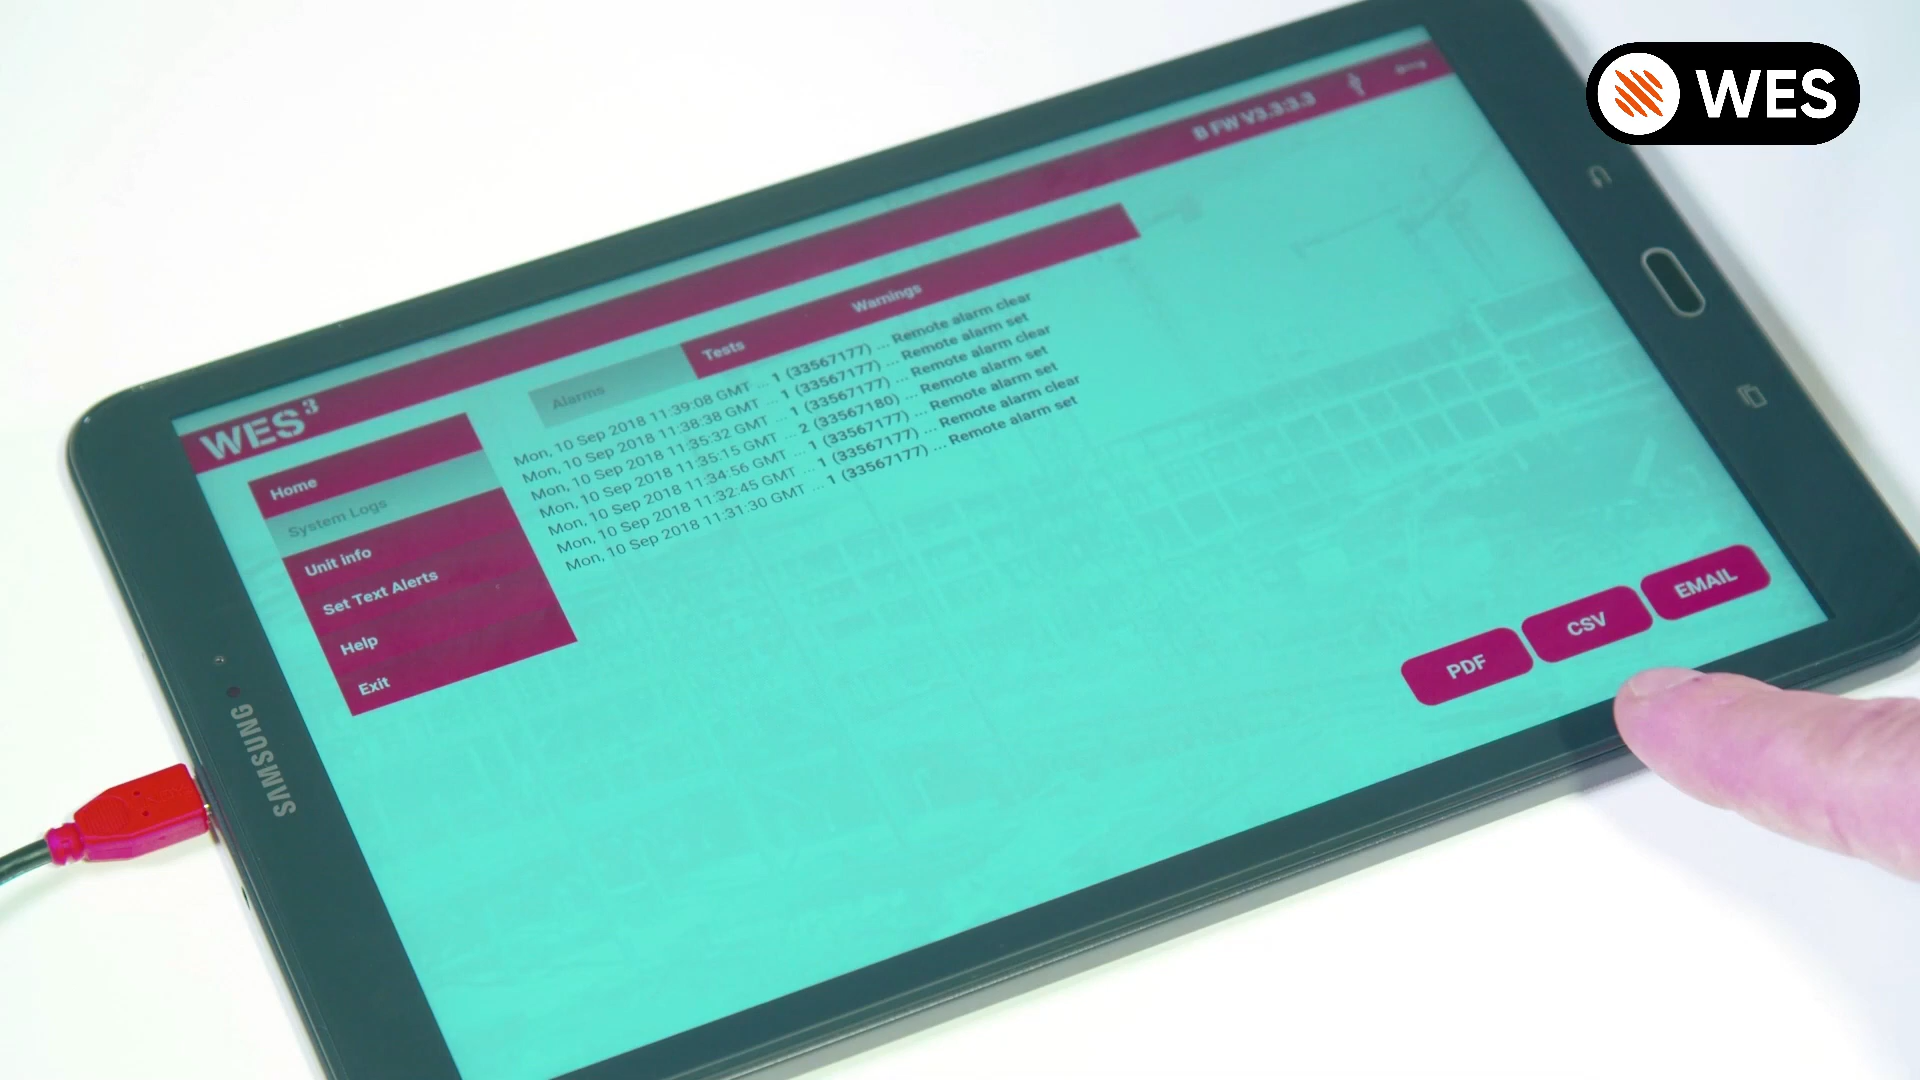 WES
B FW V3.3:3.3
WES3
Home
System Logs
Unit info
Set Text Alerts
Help
Exit
Alarms
Tests
Warnings
Mon, 10 Sep 2018 11:39:08 GMT ... 1 (33567177) ... Remote alarm clear
Mon, 10 Sep 2018 11:38:38 GMT ... 1 (33567177) ... Remote alarm set
Mon, 10 Sep 2018 11:35:32 GMT ... 1 (33567177) ... Remote alarm clear
Mon, 10 Sep 2018 11:35:15 GMT ... 2 (33567180) ... Remote alarm set
Mon, 10 Sep 2018 11:34:56 GMT ... 1 (33567177) ... Remote alarm set
Mon, 10 Sep 2018 11:32:45 GMT ... 1 (33567177) ... Remote alarm clear
Mon, 10 Sep 2018 11:31:30 GMT ... 1 (33567177) ... Remote alarm set
PDF
CSV
EMAIL
SAMSUNG